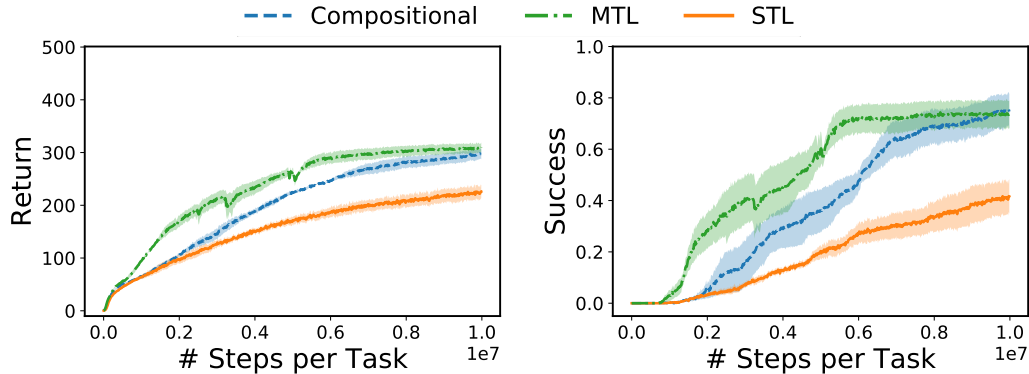 Compositional MTL STL
500
400
300
200
100
0
Return
0.0 0.2 0.4 0.6 0.8 1.0
1e7
# Steps per Task
1.0
0.8
0.6
0.4
0.2
0.0
Success
0.0 0.2 0.4 0.6 0.8 1.0
1e7
# Steps per Task